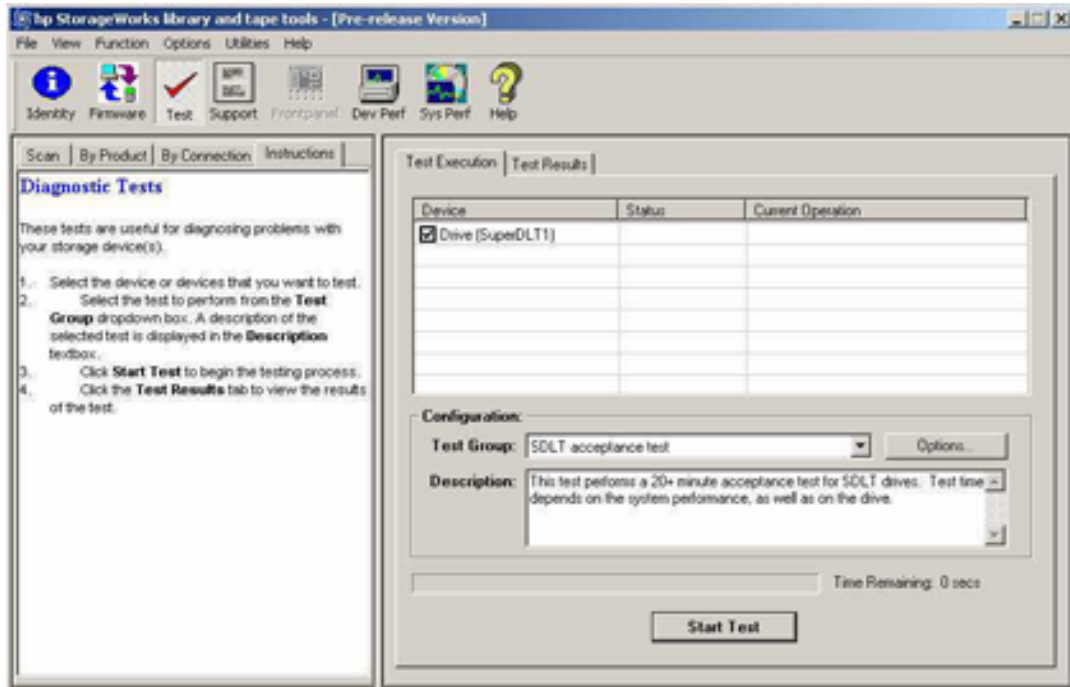 hp StorageWorks library and tape tools - [Pre-release Version]
File View Function Options Utilities Help
Identity Firmware Test Support Frontpanel Dev Perf Sys Perf Help
Scan By Product By Connection Instructions
Diagnostic Tests
These tests are useful for diagnosing problems with
your storage device(s).
1. Select the device or devices that you want to test.
2. Select the test to perform from the Test
Group dropdown box. A description of the
selected test is displayed in the Description
textbox.
3. Click Start Test to begin the testing process.
4. Click the Test Results tab to view the results
of the test.
Test Execution Test Results
Device Status Current Operation
Drive (SuperDLT1)
Configuration:
Test Group: SDLT acceptance test Options...
Description: This test performs a 20+ minute acceptance test for SDLT drives. Test time
depends on the system performance, as well as on the drive.
Time Remaining: 0 secs
Start Test